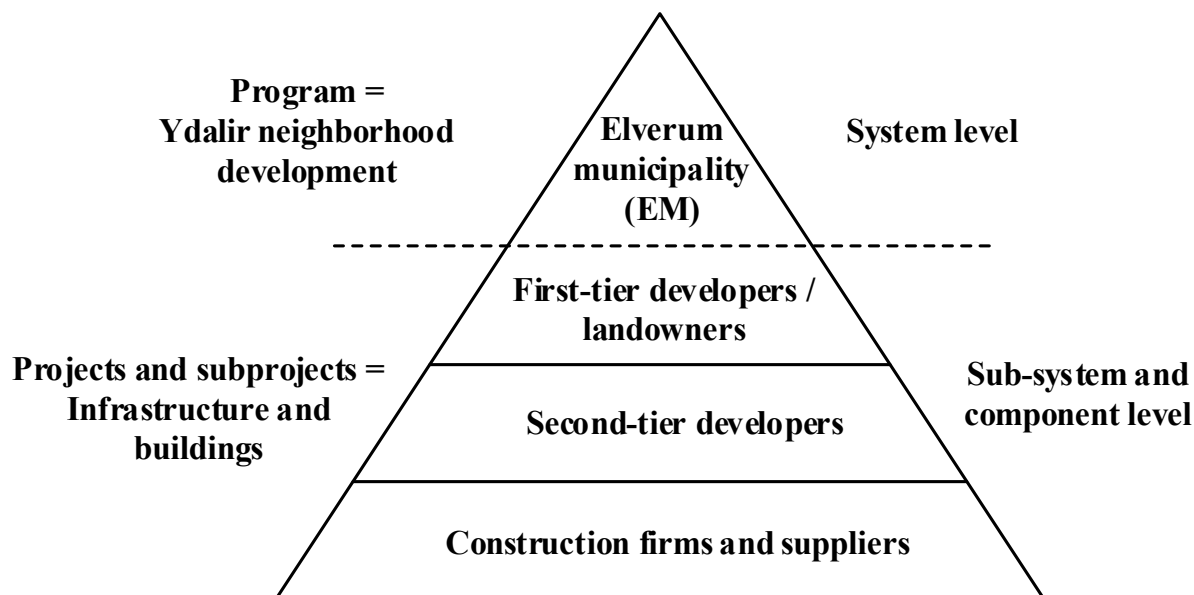 Program =
Ydalir neighborhood
development
Elverum
municipality
(EM)
System level
First-tier developers /
landowners
Projects and subprojects =
Infrastructure and
buildings
Second-tier developers
Sub-system and
component level
Construction firms and suppliers